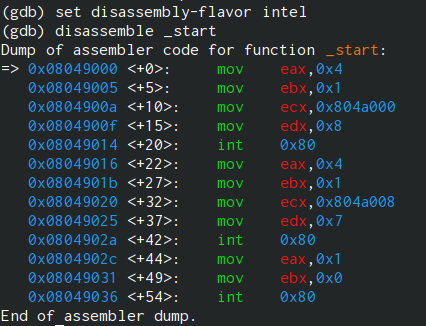 (gdb) set disassembly-flavor intel
(gdb) disassemble _start
Dump of assembler code for function _start:
=> 0x08049000 <+0>:     mov    eax,0x4
   0x08049005 <+5>:     mov    ebx,0x1
   0x0804900a <+10>:    mov    ecx,0x804a000
   0x0804900f <+15>:    mov    edx,0x8
   0x08049014 <+20>:    int    0x80
   0x08049016 <+22>:    mov    eax,0x4
   0x0804901b <+27>:    mov    ebx,0x1
   0x08049020 <+32>:    mov    ecx,0x804a008
   0x08049025 <+37>:    mov    edx,0x7
   0x0804902a <+42>:    int    0x80
   0x0804902c <+44>:    mov    eax,0x1
   0x08049031 <+49>:    mov    ebx,0x0
   0x08049036 <+54>:    int    0x80
End of assembler dump.